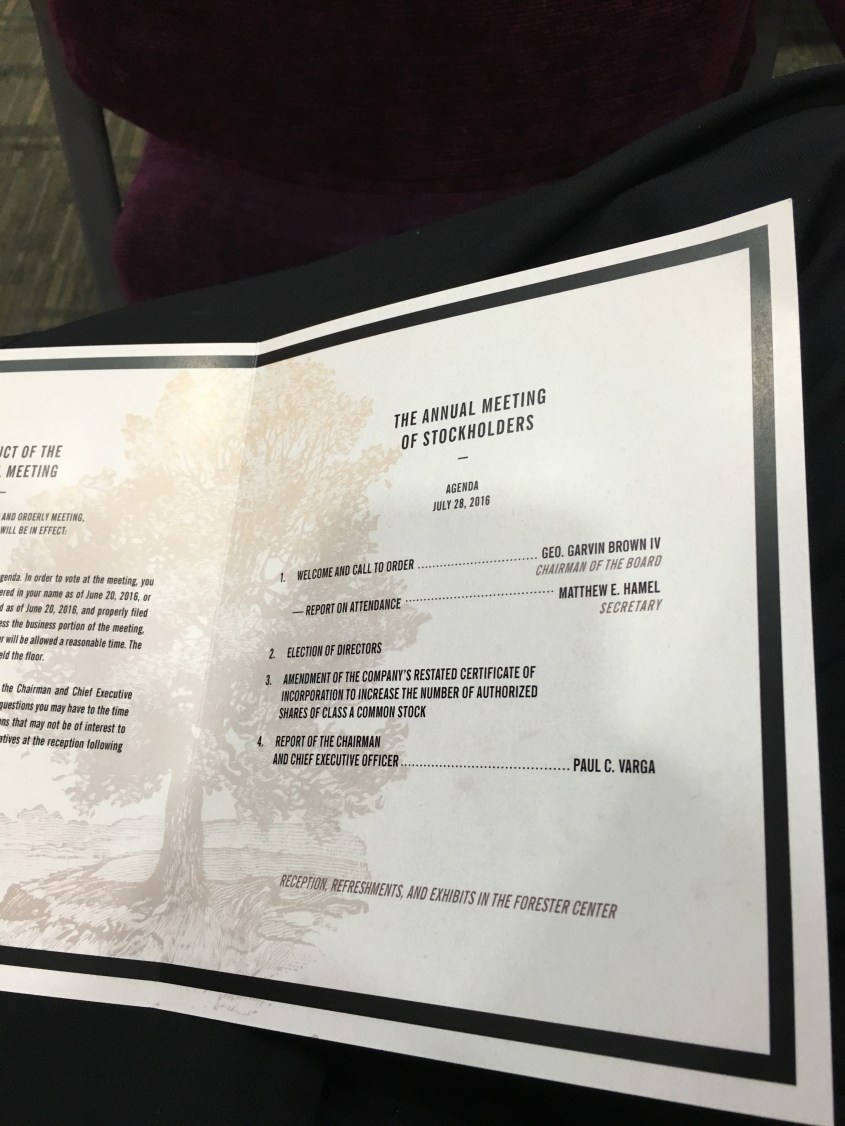 UCT OF THE
MEETING
AND ORDERLY MEETING,
WILL BE IN EFFECT:
genda. In order to vote at the meeting, you
ered in your name as of June 20, 2016, or
d as of June 20, 2016, and properly filed
ess the business portion of the meeting,
r will be allowed a reasonable time. The
eld the floor.
the Chairman and Chief Executive
questions you may have to the time
ns that may not be of interest to
atives at the reception following
THE ANNUAL MEETING
OF STOCKHOLDERS
—
AGENDA
JULY 28, 2016
1. WELCOME AND CALL TO ORDER ........................ GEO. GARVIN BROWN IV
CHAIRMAN OF THE BOARD
— REPORT ON ATTENDANCE ............................. MATTHEW E. HAMEL
SECRETARY
2. ELECTION OF DIRECTORS
3. AMENDMENT OF THE COMPANY'S RESTATED CERTIFICATE OF
INCORPORATION TO INCREASE THE NUMBER OF AUTHORIZED
SHARES OF CLASS A COMMON STOCK
4. REPORT OF THE CHAIRMAN
AND CHIEF EXECUTIVE OFFICER ................................ PAUL C. VARGA
RECEPTION, REFRESHMENTS, AND EXHIBITS IN THE FORESTER CENTER